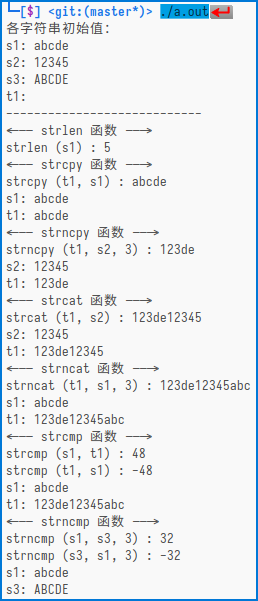 [$] <git:(master*)> ./a.out
各字符串初始值:
s1: abcde
s2: 12345
s3: ABCDE
t1:
----------------------------
<--- strlen 函数 --->
strlen (s1) : 5
<--- strcpy 函数 --->
strcpy (t1, s1) : abcde
s1: abcde
t1: abcde
<--- strncpy 函数 --->
strncpy (t1, s2, 3) : 123de
s2: 12345
t1: 123de
<--- strcat 函数 --->
strcat (t1, s2) : 123de12345
s2: 12345
t1: 123de12345
<--- strncat 函数 --->
strncat (t1, s1, 3) : 123de12345abc
s1: abcde
t1: 123de12345abc
<--- strcmp 函数 --->
strcmp (s1, t1) : 48
strcmp (t1, s1) : -48
s1: abcde
t1: 123de12345abc
<--- strncmp 函数 --->
strncmp (s1, s3, 3) : 32
strncmp (s3, s1, 3) : -32
s1: abcde
s3: ABCDE